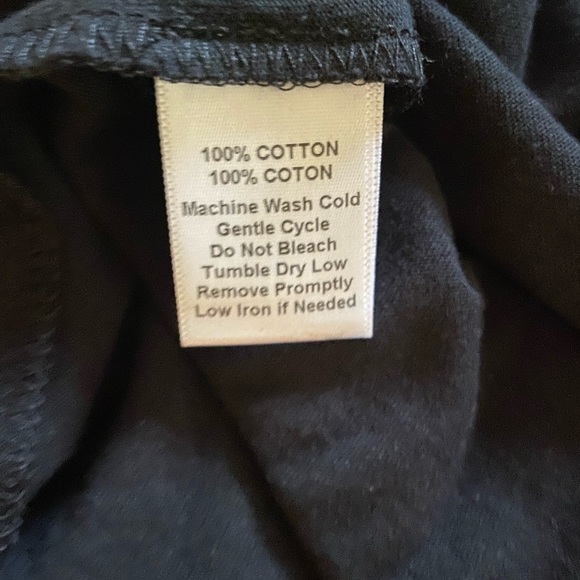 100% COTTON
100% COTON
Machine Wash Cold
Gentle Cycle
Do Not Bleach
Tumble Dry Low
Remove Promptly
Low Iron if Needed